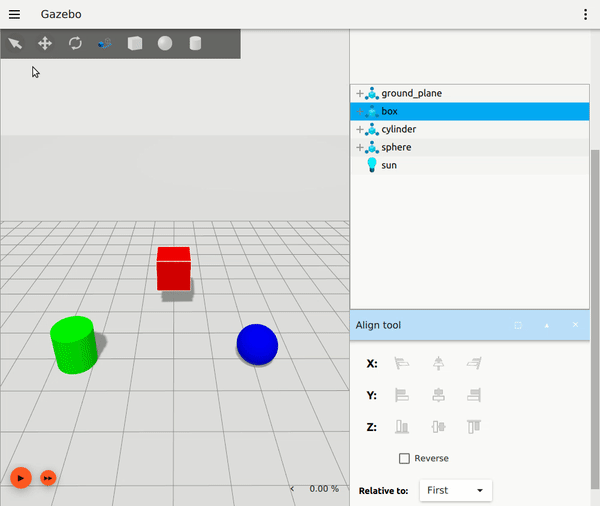 Gazebo
ground_plane
box
cylinder
sphere
sun
Align tool
X:
Y:
Z:
Reverse
Relative to: First
0.00 %